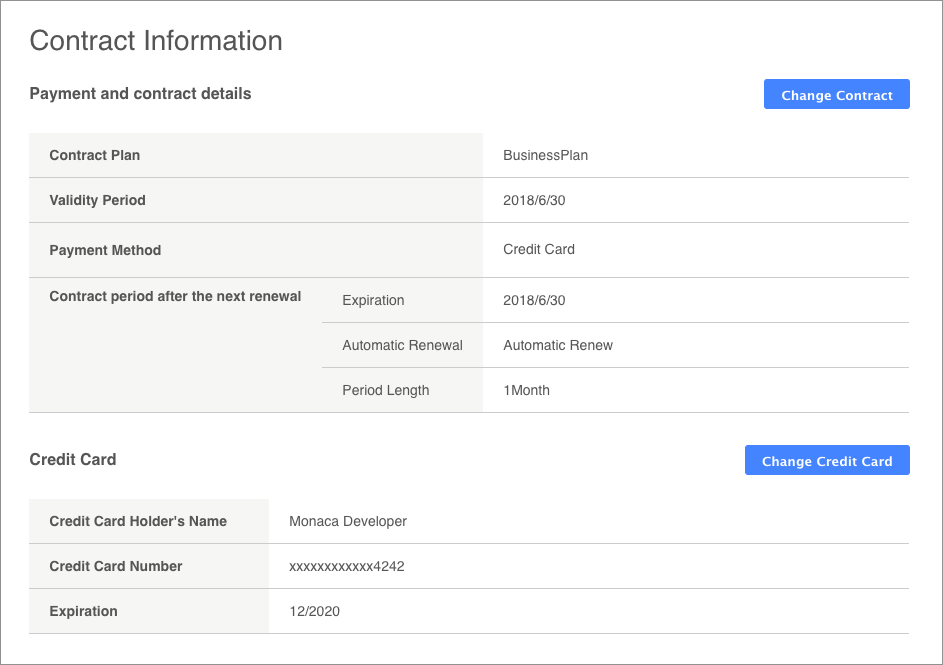 Contract Information
Payment and contract details
Change Contract
Contract Plan BusinessPlan
Validity Period 2018/6/30
Payment Method Credit Card
Contract period after the next renewal Expiration 2018/6/30
Automatic Renewal Automatic Renew
Period Length 1Month
Credit Card
Change Credit Card
Credit Card Holder's Name Monaca Developer
Credit Card Number xxxxxxxxxxxx4242
Expiration 12/2020